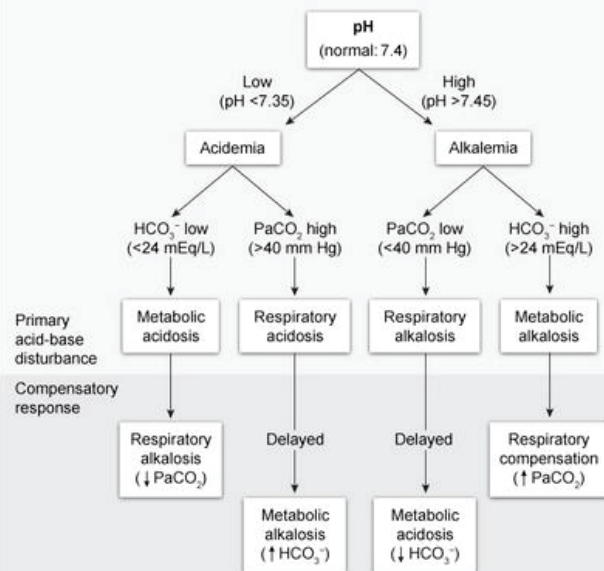 pH
(normal: 7.4)
Low
(pH <7.35)
High
(pH >7.45)
Acidemia
Alkalemia
HCO₃⁻ low
(<24 mEq/L)
PaCO₂ high
(>40 mm Hg)
PaCO₂ low
(<40 mm Hg)
HCO₃⁻ high
(>24 mEq/L)
Primary
acid-base
disturbance
Metabolic
acidosis
Respiratory
acidosis
Respiratory
alkalosis
Metabolic
alkalosis
Compensatory
response
Respiratory
alkalosis
(↓PaCO₂)
Delayed
Delayed
Respiratory
compensation
(↑PaCO₂)
Metabolic
alkalosis
(↑HCO₃⁻)
Metabolic
acidosis
(↓HCO₃⁻)